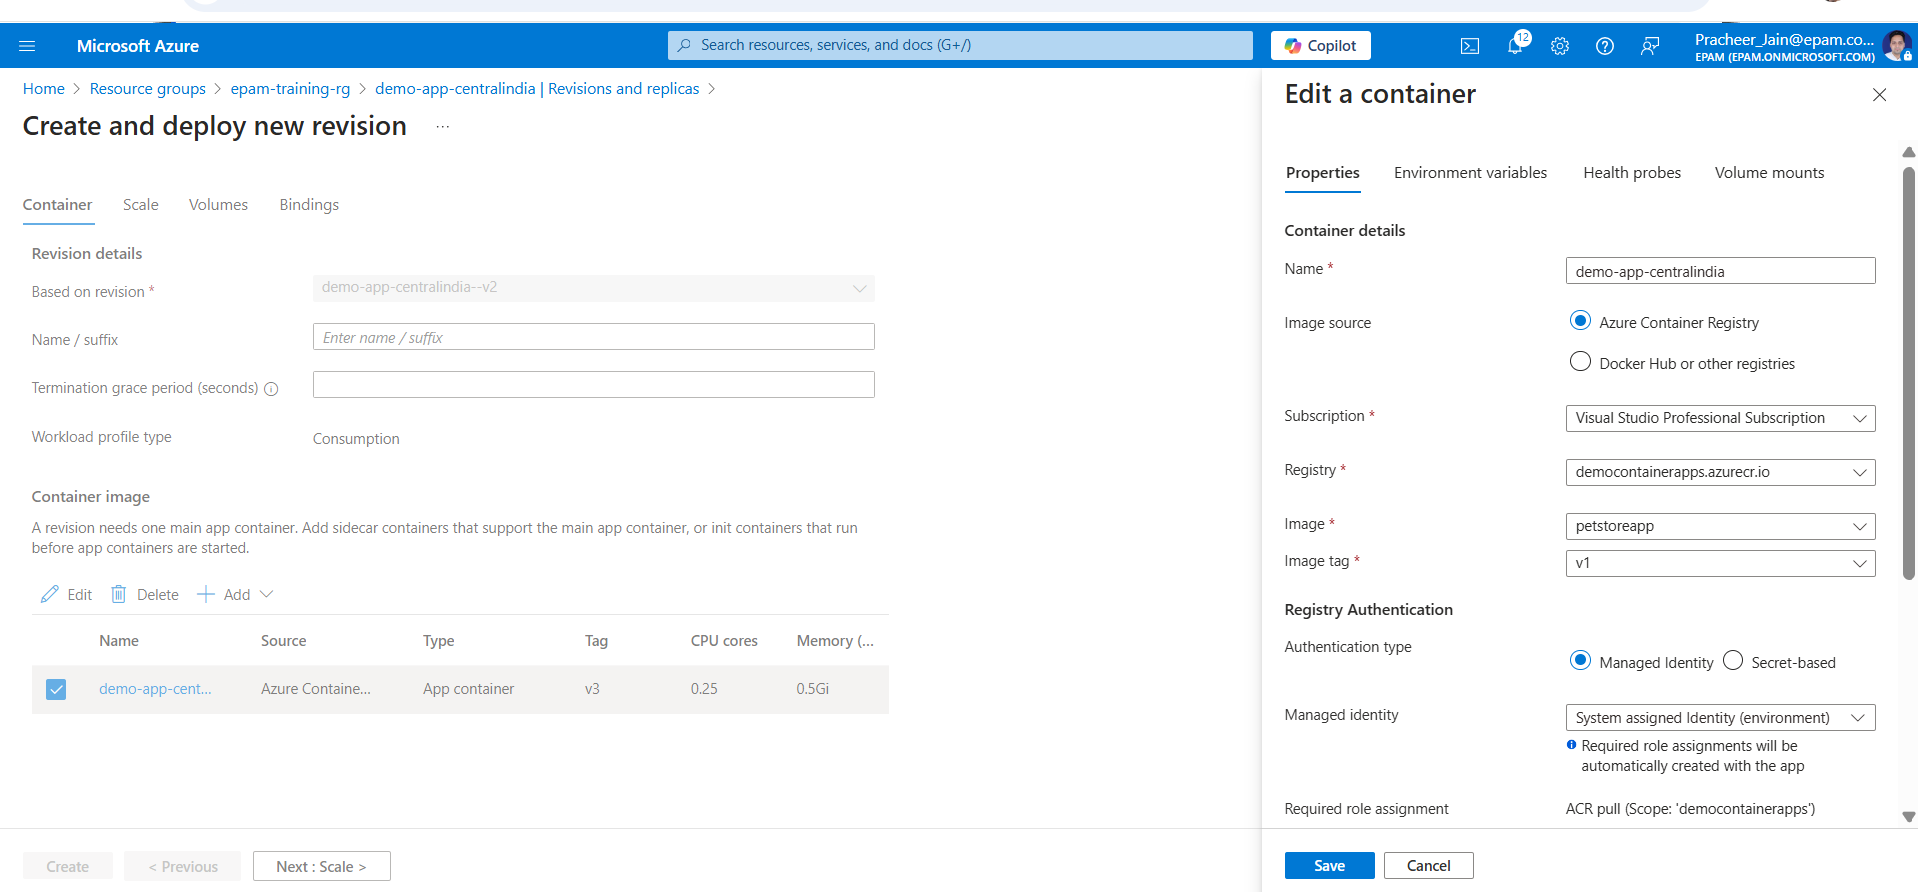 Microsoft Azure
Search resources, services, and docs (G+/)
Copilot
12
Pracheer_Jain@epam.co...
EPAM (EPAM.ONMICROSOFT.COM)
Home > Resource groups > epam-training-rg > demo-app-centralindia | Revisions and replicas >
Create and deploy new revision ...
Container Scale Volumes Bindings
Revision details
Based on revision * demo-app-centralindia--v2
Name / suffix Enter name / suffix
Termination grace period (seconds)
Workload profile type Consumption
Container image
A revision needs one main app container. Add sidecar containers that support the main app container, or init containers that run
before app containers are started.
Edit Delete Add
Name Source Type Tag CPU cores Memory (...
demo-app-cent... Azure Containe... App container v3 0.25 0.5Gi
Create < Previous Next : Scale >
Edit a container
Properties Environment variables Health probes Volume mounts
Container details
Name * demo-app-centralindia
Image source Azure Container Registry
Docker Hub or other registries
Subscription * Visual Studio Professional Subscription
Registry * democontainerapps.azurecr.io
Image * petstoreapp
Image tag * v1
Registry Authentication
Authentication type Managed Identity Secret-based
Managed identity System assigned Identity (environment)
Required role assignments will be
automatically created with the app
Required role assignment ACR pull (Scope: 'democontainerapps')
Save Cancel